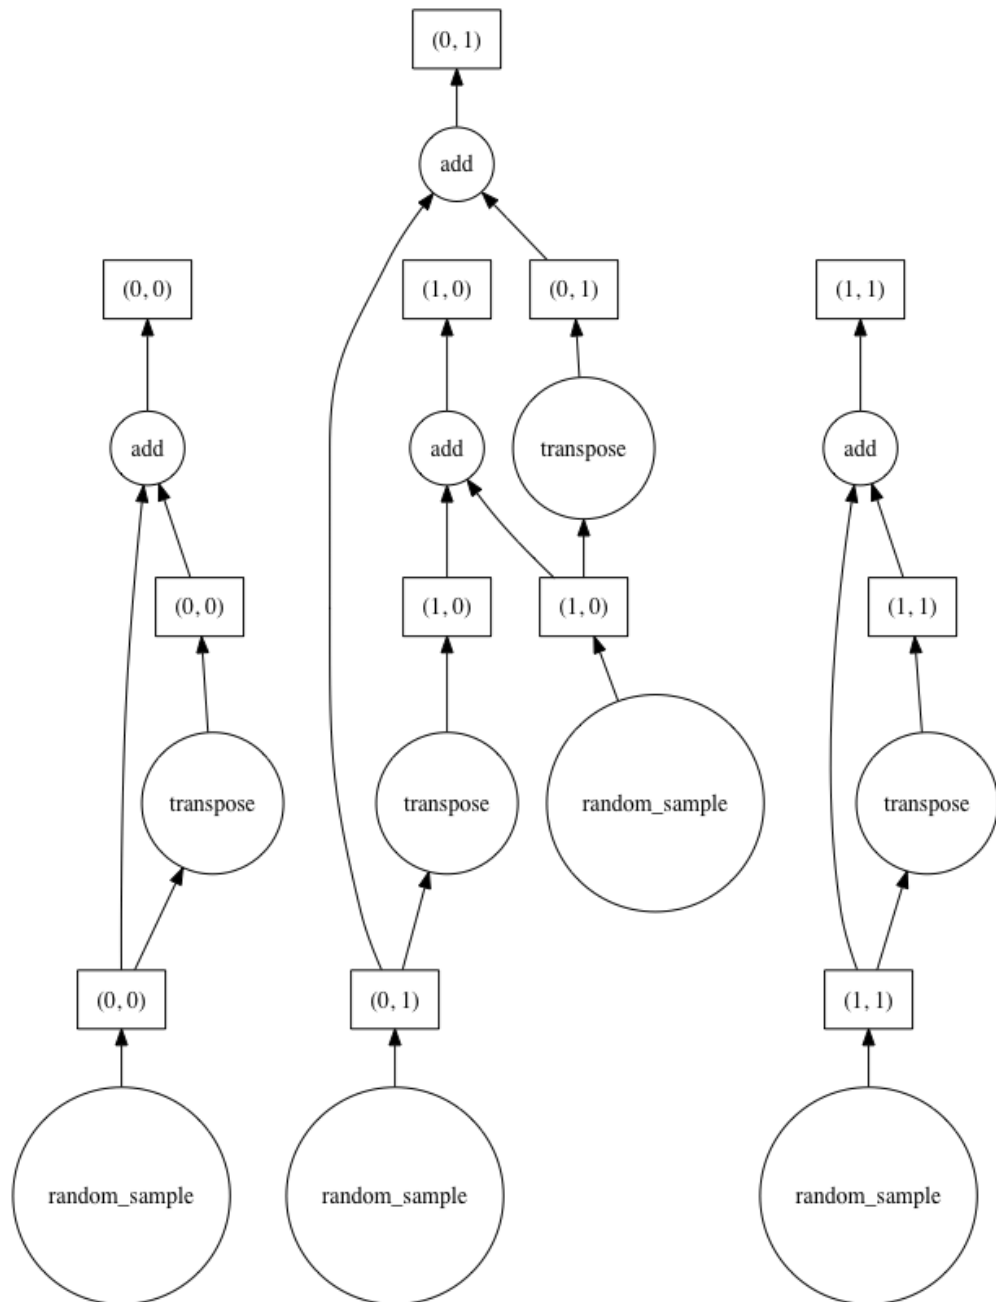 (0, 1)
add
(0, 0)
(1, 0)
(0, 1)
(1, 1)
add
add
transpose
add
(0, 0)
(1, 0)
(1, 0)
(1, 1)
transpose
transpose
random_sample
transpose
(0, 0)
(0, 1)
(1, 1)
random_sample
random_sample
random_sample